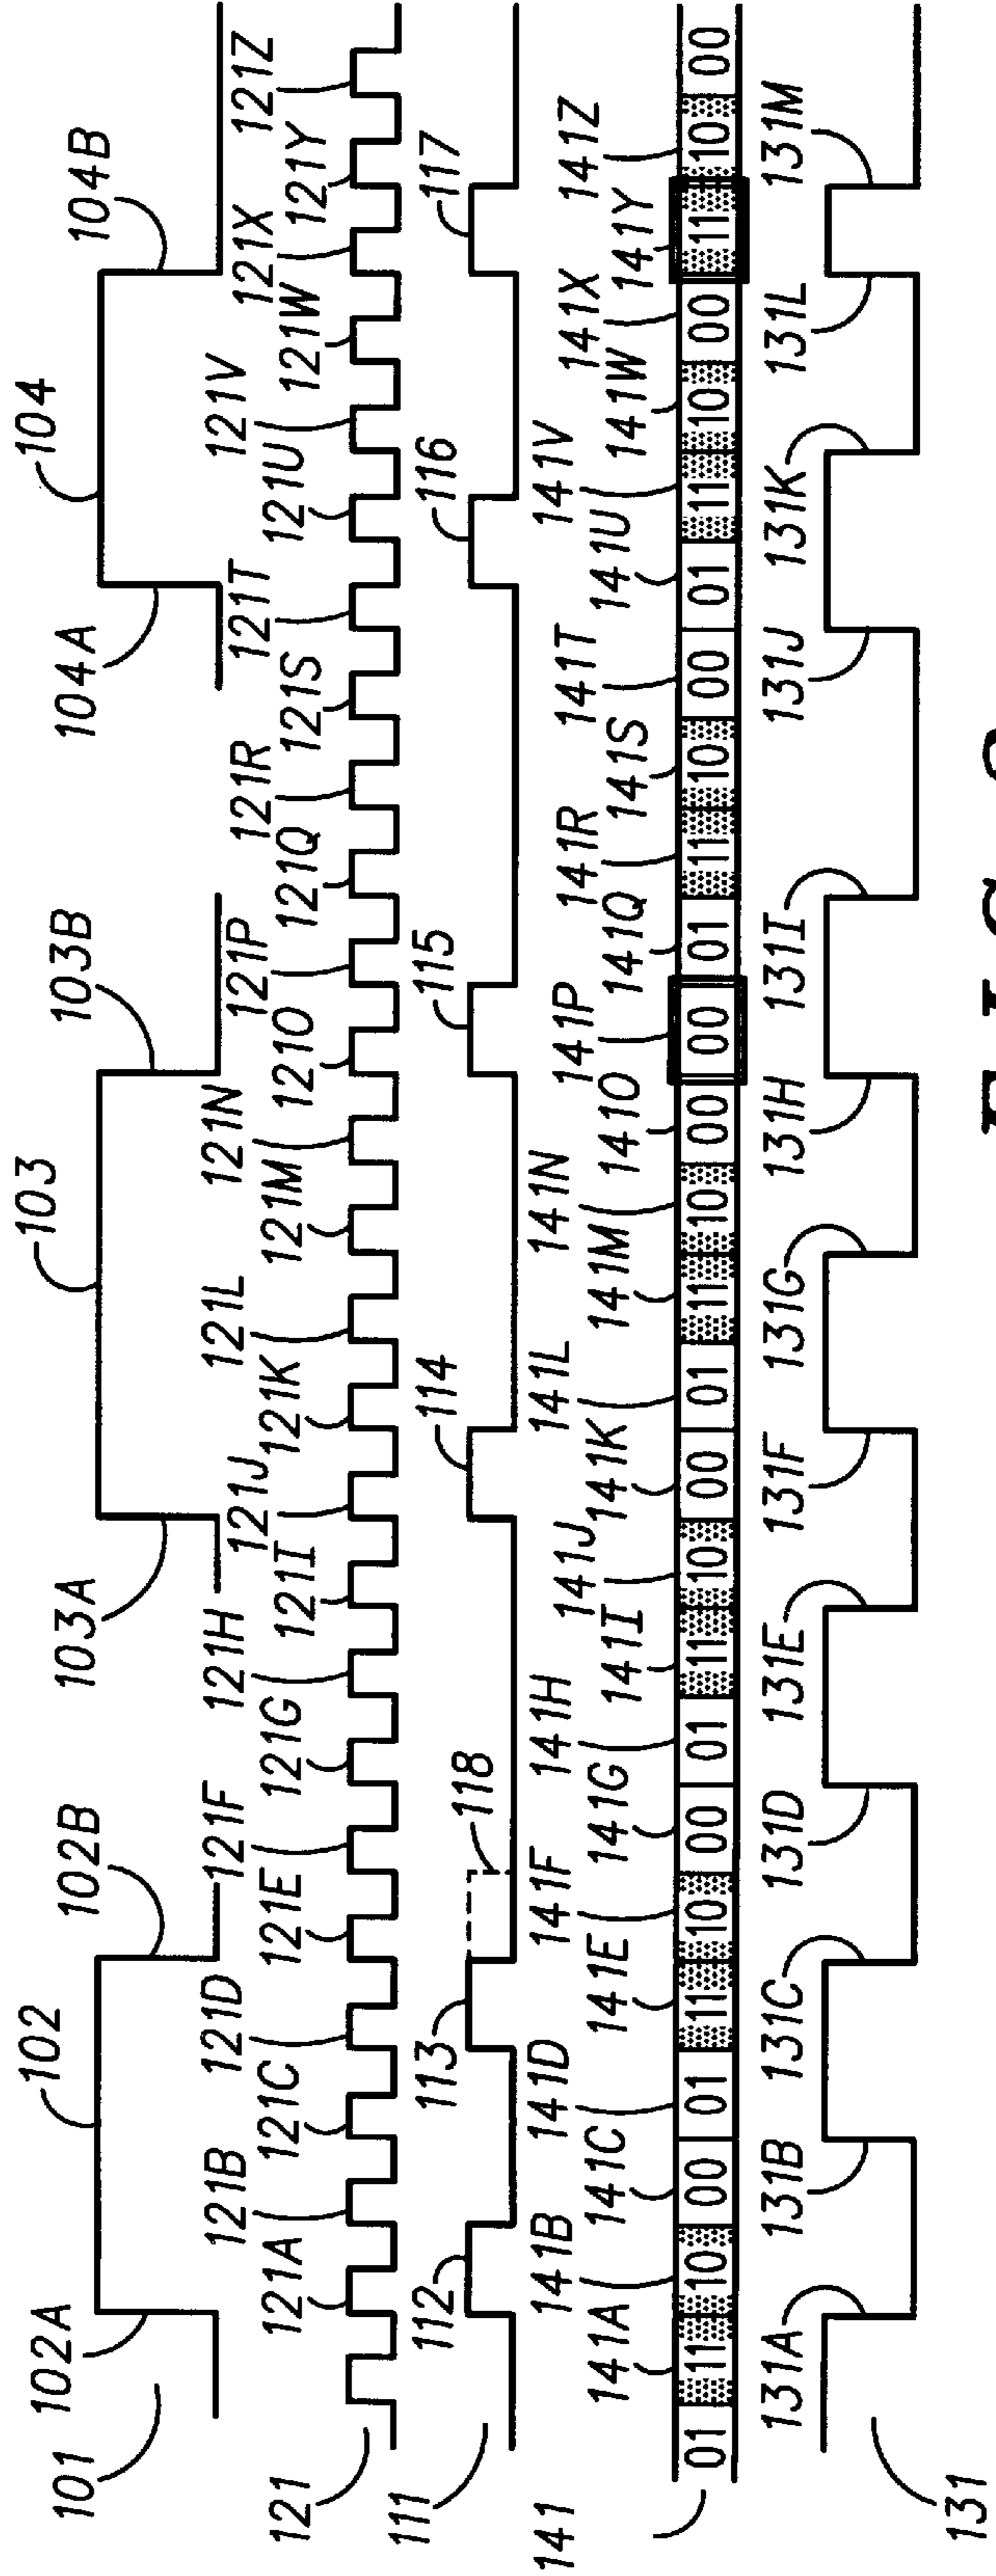 101 102A 102 102B 103A 103 103B 104A 104 104B
121 121A 121B 121C 121D 121E 121F 121G 121H 121I 121J 121K 121L 121M 121N 121O 121P 121Q 121R 121S 121T 121U 121V 121W 121X 121Y 121Z
111 112 113 118 114 115 116 117
141 141A 141B 141C 141D 141E 141F 141G 141H 141I 141J 141K 141L 141M 141N 141O 141P 141Q 141R 141S 141T 141U 141V 141W 141X 141Y 141Z
01 11 10 00 01 11 10 00 01 11 10 00 01 11 10 00 00 01 11 10 00 01 11 10 00 11 10 00
131 131A 131B 131C 131D 131E 131F 131G 131H 131I 131J 131K 131L 131M